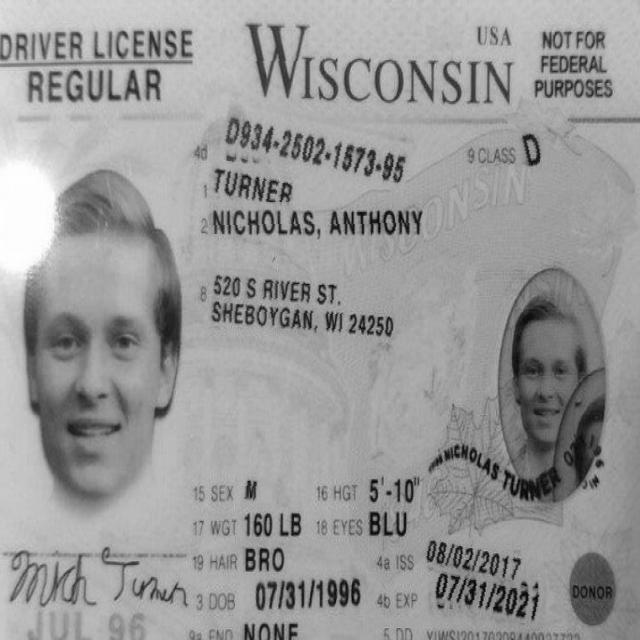 DRIVER LICENSE
REGULAR
WISCONSIN
USA
NOT FOR
FEDERAL
PURPOSES
4d D934-2502-1573-95
9 CLASS D
1 TURNER
2 NICHOLAS, ANTHONY
WISCONSIN
8 520 S RIVER ST.
SHEBOYGAN, WI 24250
NICHOLAS TURNER
15 SEX M 16 HGT 5'-10"
17 WGT 160 LB 18 EYES BLU
19 HAIR BRO 4a ISS 08/02/2017
3 DOB 07/31/1996 4b EXP 07/31/2021
DONOR
Turner
JUL 96
9a END NONE 5 DD